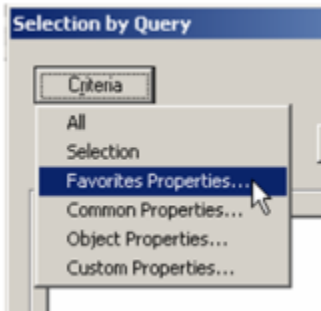 Selection by Query
Criteria
All
Selection
Favorites Properties...
Common Properties...
Object Properties...
Custom Properties...